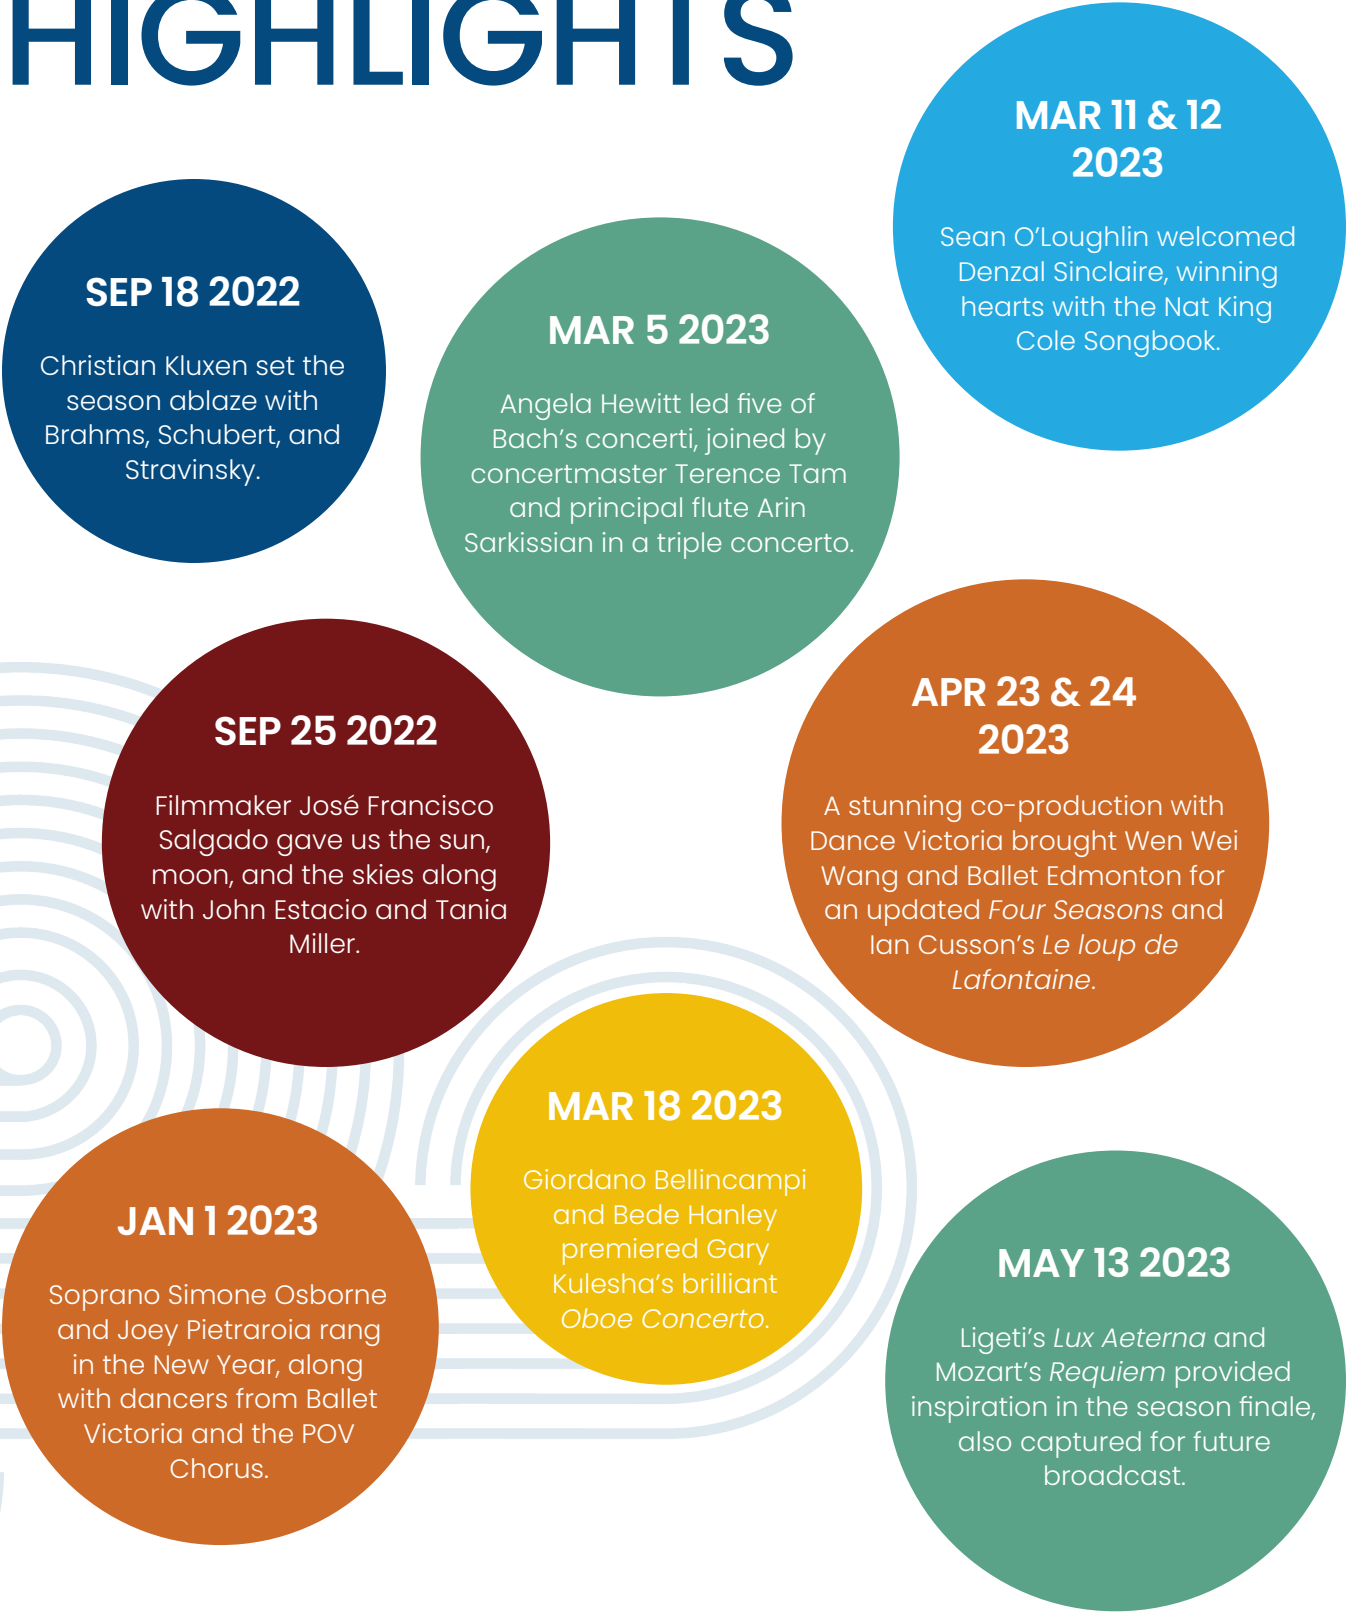 HIGHLIGHTS
SEP 18 2022
Christian Kluxen set the
season ablaze with
Brahms, Schubert, and
Stravinsky.
SEP 25 2022
Filmmaker José Francisco
Salgado gave us the sun,
moon, and the skies along
with John Estacio and Tania
Miller.
JAN 1 2023
Soprano Simone Osborne
and Joey Pietraroia rang
in the New Year, along
with dancers from Ballet
Victoria and the POV
Chorus.
MAR 5 2023
Angela Hewitt led five of
Bach’s concerti, joined by
concertmaster Terence Tam
and principal flute Arin
Sarkissian in a triple concerto.
MAR 11 & 12
2023
Sean O’Loughlin welcomed
Denzal Sinclaire, winning
hearts with the Nat King
Cole Songbook.
MAR 18 2023
Giordano Bellincampi
and Bede Hanley
premiered Gary
Kulesha’s brilliant
Oboe Concerto.
APR 23 & 24
2023
A stunning co-production with
Dance Victoria brought Wen Wei
Wang and Ballet Edmonton for
an updated Four Seasons and
Ian Cusson’s Le loup de
Lafontaine.
MAY 13 2023
Ligeti’s Lux Aeterna and
Mozart’s Requiem provided
inspiration in the season finale,
also captured for future
broadcast.